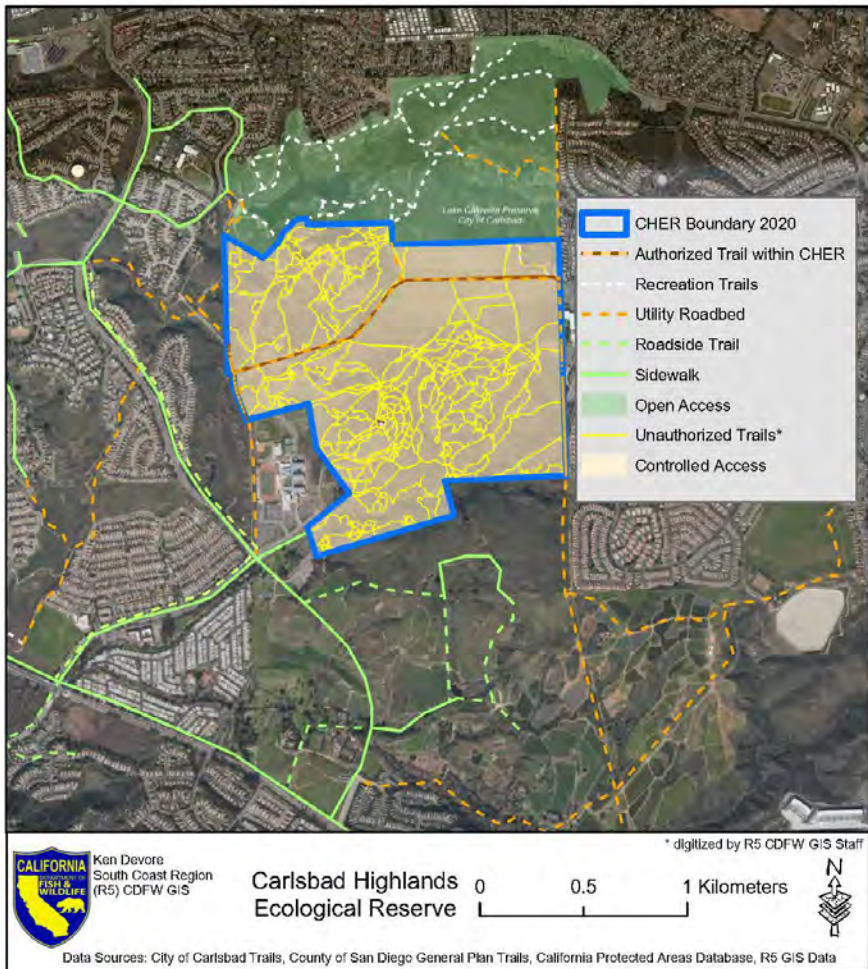 Lake Calavera Preserve
City of Carlsbad
CHER Boundary 2020
Authorized Trail within CHER
Recreation Trails
Utility Roadbed
Roadside Trail
Sidewalk
Open Access
Unauthorized Trails*
Controlled Access
* digitized by R5 CDFW GIS Staff
CALIFORNIA
DEPARTMENT OF
FISH &
WILDLIFE
Ken Devore
South Coast Region
(R5) CDFW GIS
Carlsbad Highlands
Ecological Reserve
0 0.5 1 Kilometers
N
Data Sources: City of Carlsbad Trails, County of San Diego General Plan Trails, California Protected Areas Database, R5 GIS Data